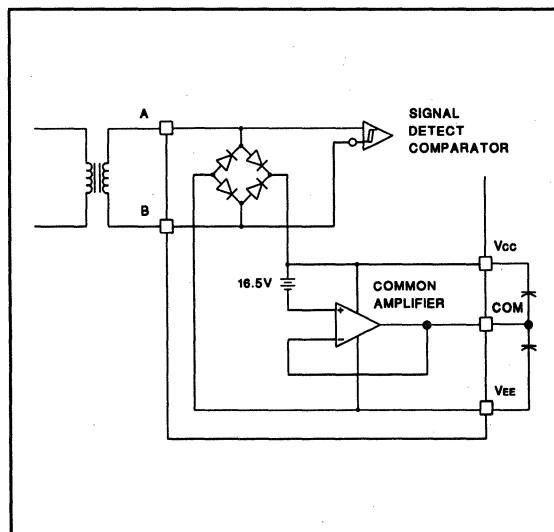 A
SIGNAL
DETECT
COMPARATOR
B
VCC
16.5V
COMMON
AMPLIFIER
COM
+
−
VEE